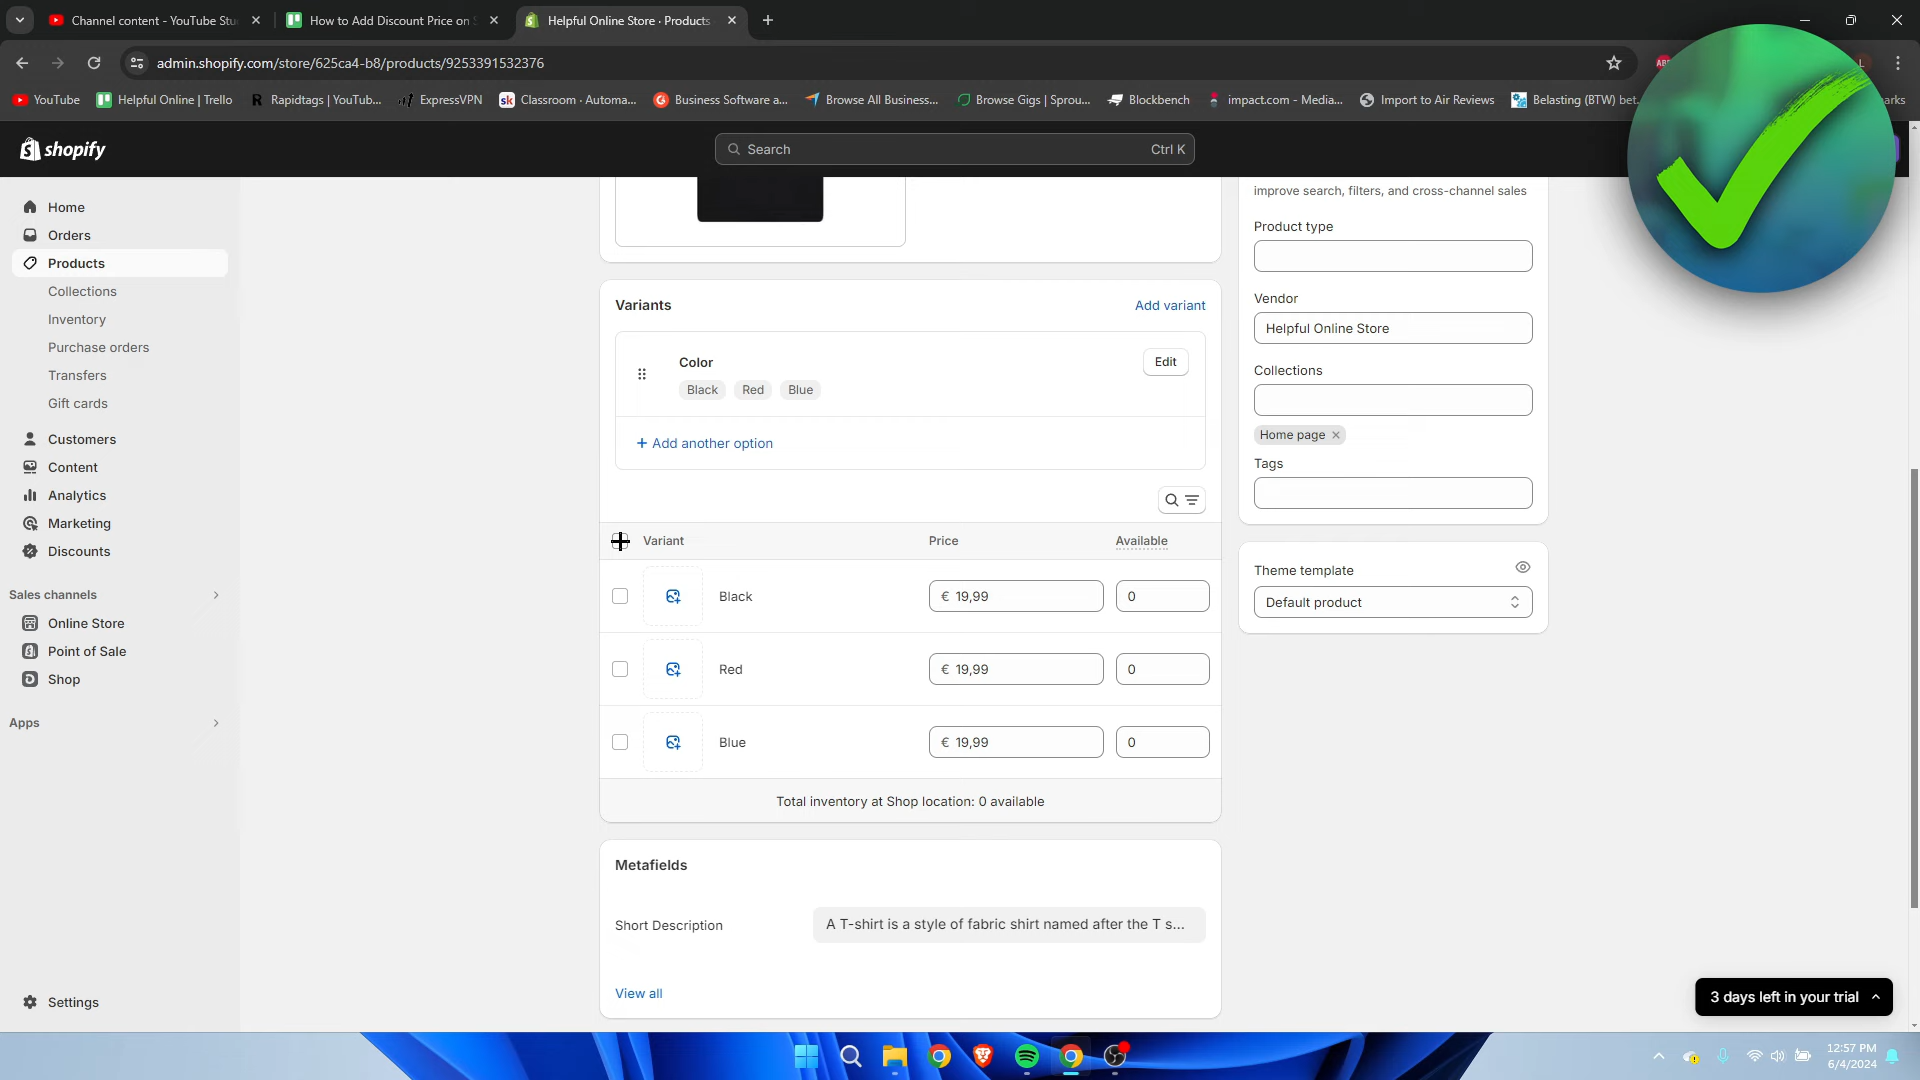 Channel content - YouTube Stu
How to Add Discount Price on S
Helpful Online Store · Products
admin.shopify.com/store/625ca4-b8/products/9253391532376
YouTube
Helpful Online | Trello
Rapidtags | YouTub...
ExpressVPN
Classroom - Automa...
Business Software a...
Browse All Business...
Browse Gigs | Sprou...
Blockbench
impact.com - Media...
Import to Air Reviews
Belasting (BTW) bet...
shopify
Search
Ctrl K
Home
Orders
Products
Collections
Inventory
Purchase orders
Transfers
Gift cards
Customers
Content
Analytics
Marketing
Discounts
Sales channels
Online Store
Point of Sale
Shop
Apps
Settings
Variants
Add variant
Color
Edit
Black Red Blue
Add another option
Variant Price Available
Black € 19,99 0
Red € 19,99 0
Blue € 19,99 0
Total inventory at Shop location: 0 available
Metafields
Short Description
A T-shirt is a style of fabric shirt named after the T s...
View all
improve search, filters, and cross-channel sales
Product type
Vendor
Helpful Online Store
Collections
Home page
Tags
Theme template
Default product
3 days left in your trial
12:57 PM
6/4/2024